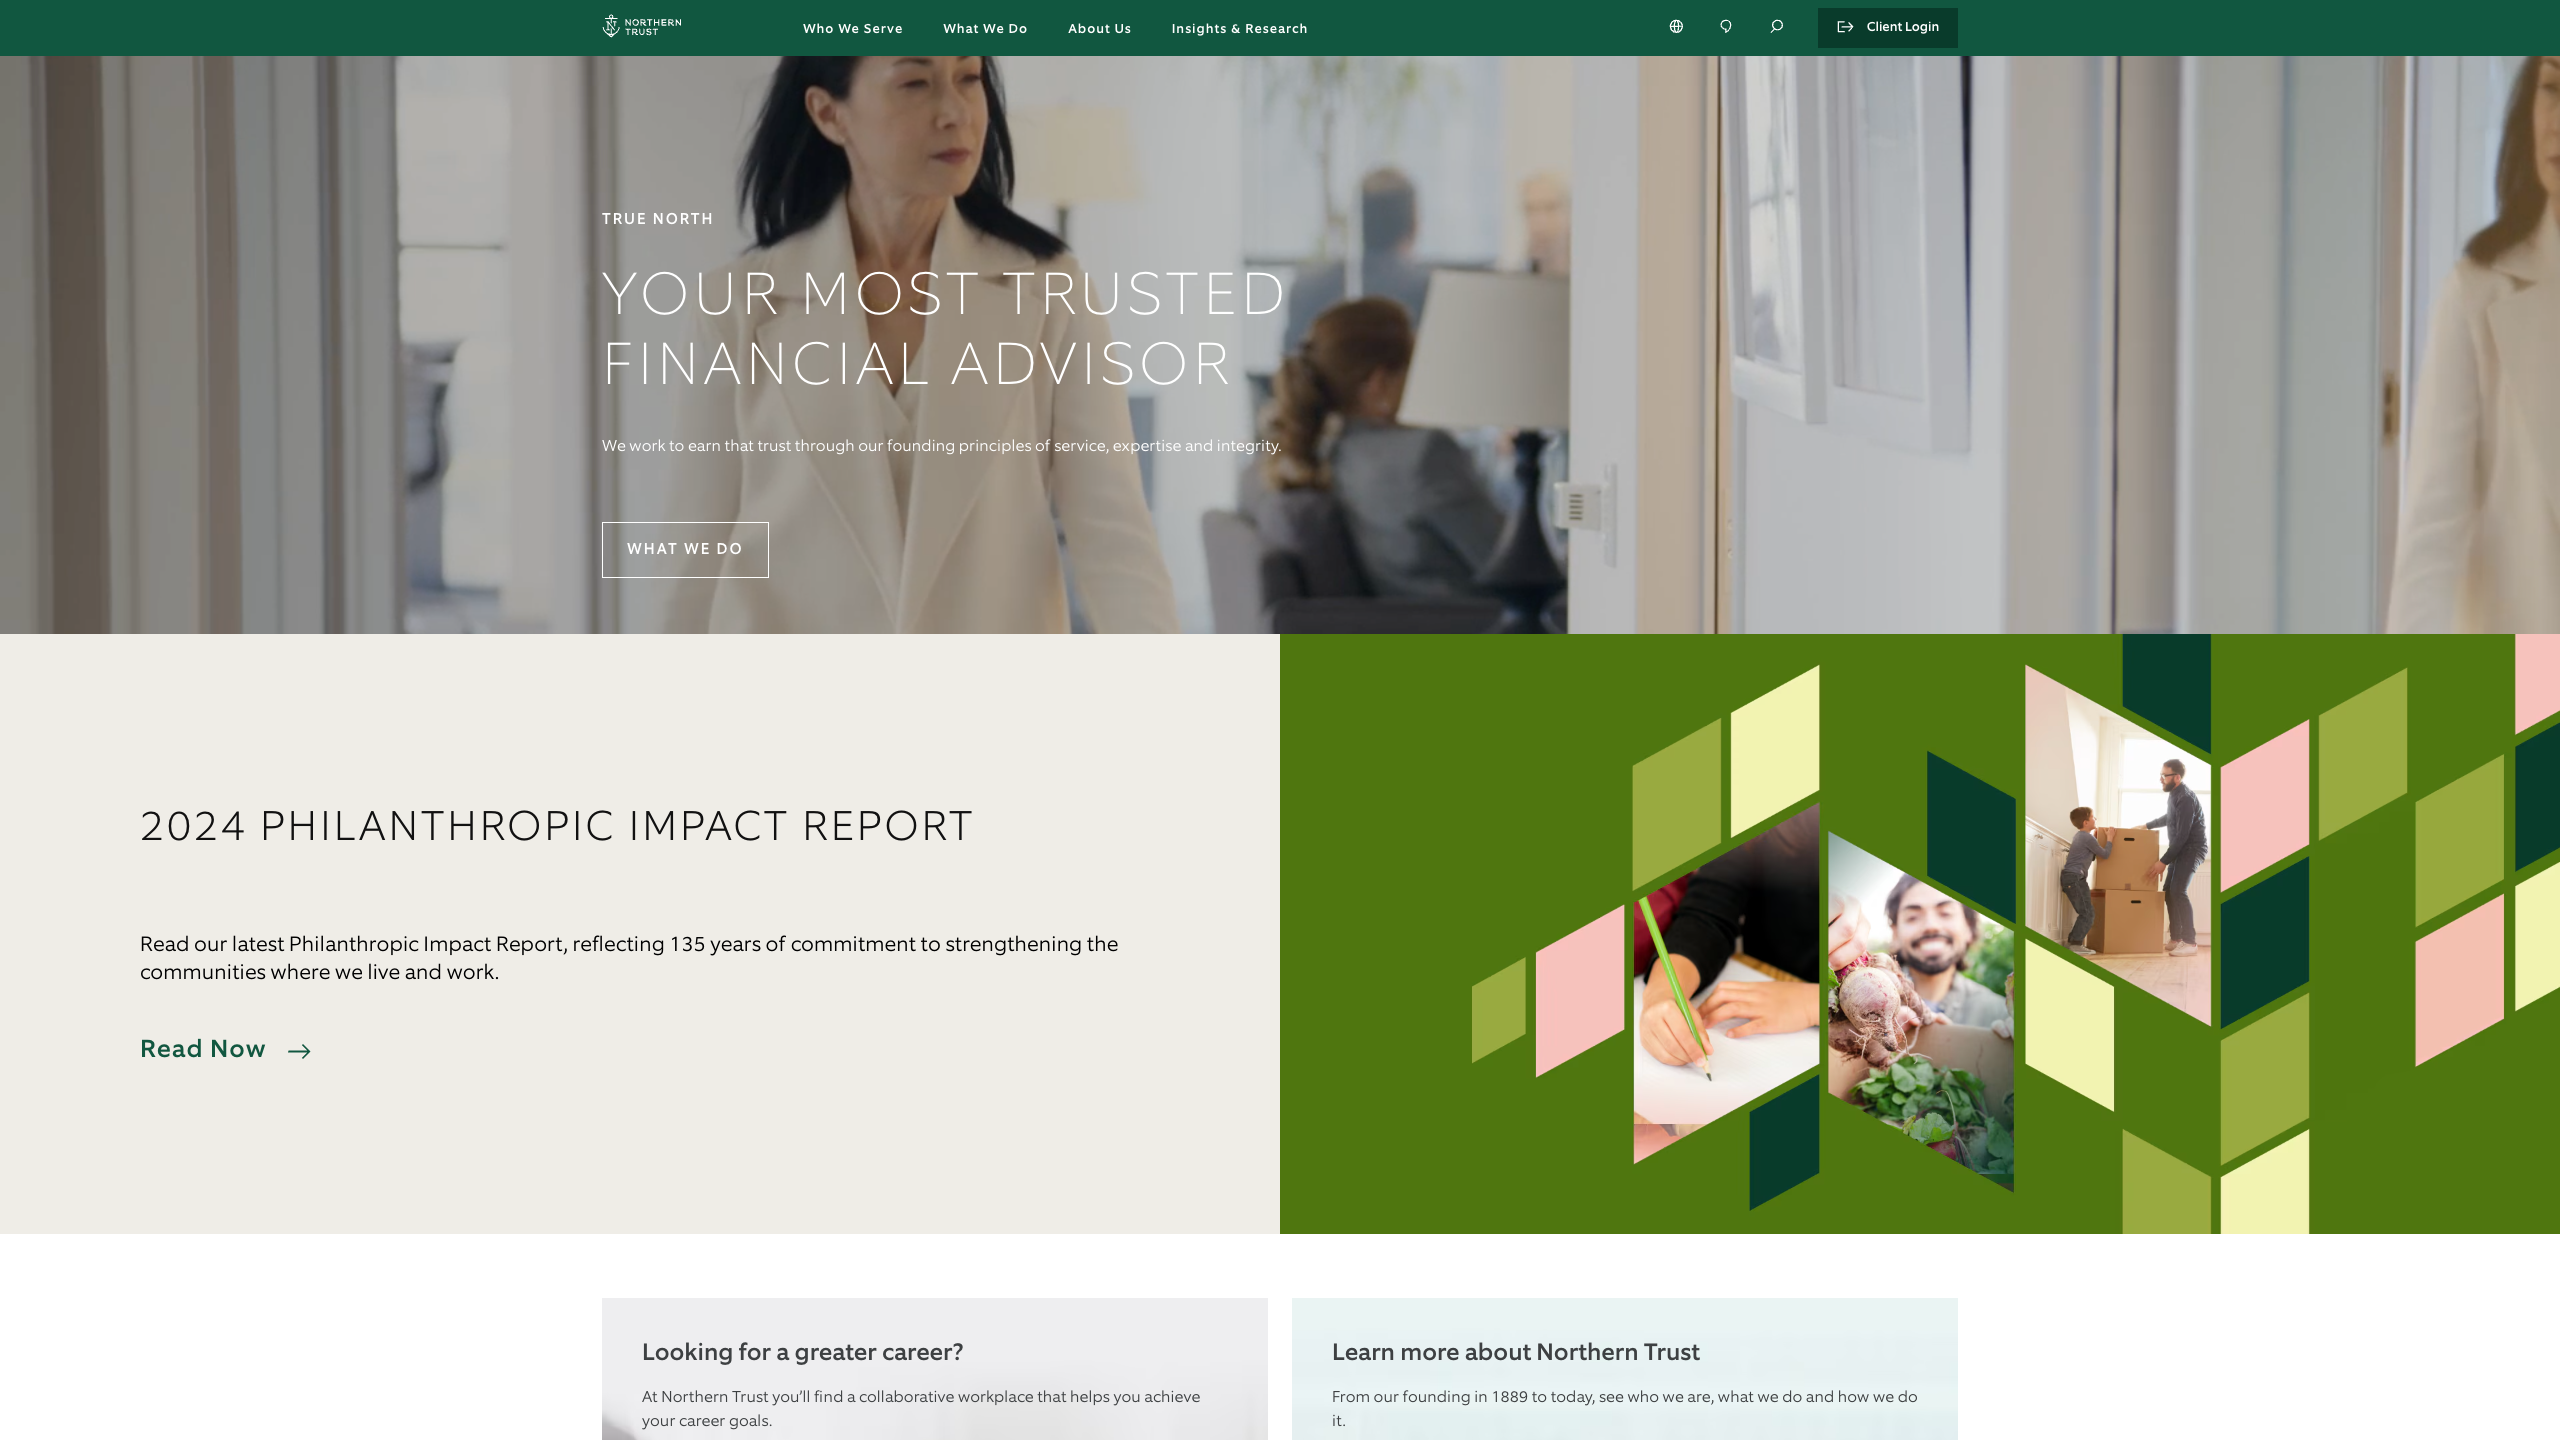 NORTHERN
TRUST
Who We Serve
What We Do
About Us
Insights & Research
Client Login
TRUE NORTH
YOUR MOST TRUSTED
FINANCIAL ADVISOR
We work to earn that trust through our founding principles of service, expertise and integrity.
WHAT WE DO
2024 PHILANTHROPIC IMPACT REPORT
Read our latest Philanthropic Impact Report, reflecting 135 years of commitment to strengthening the
communities where we live and work.
Read Now
Looking for a greater career?
At Northern Trust you’ll find a collaborative workplace that helps you achieve
your career goals.
Learn more about Northern Trust
From our founding in 1889 to today, see who we are, what we do and how we do
it.